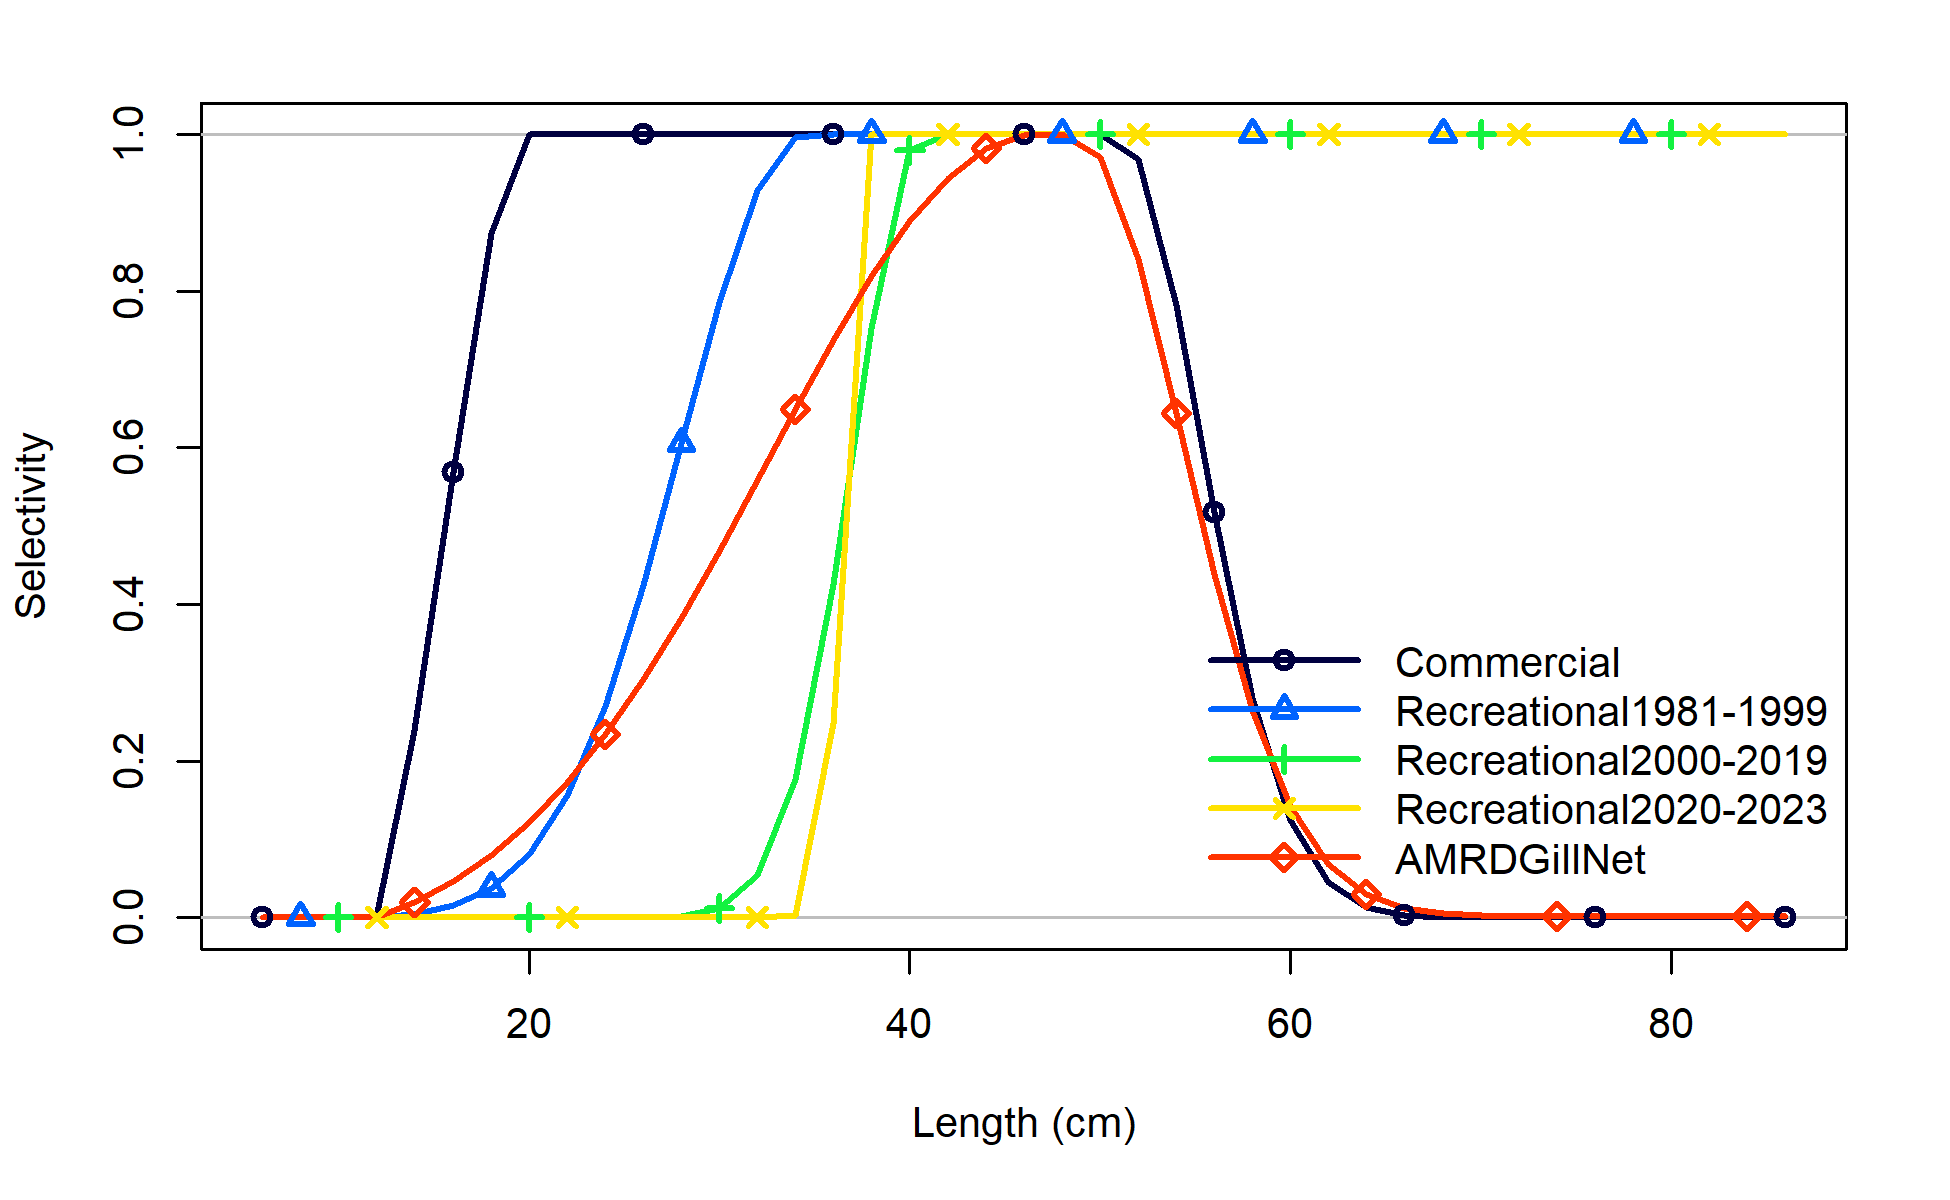 Selectivity
1.0
0.8
0.6
0.4
0.2
0.0
Commercial
Recreational1981-1999
Recreational2000-2019
Recreational2020-2023
AMRDGillNet
20 40 60 80
Length (cm)